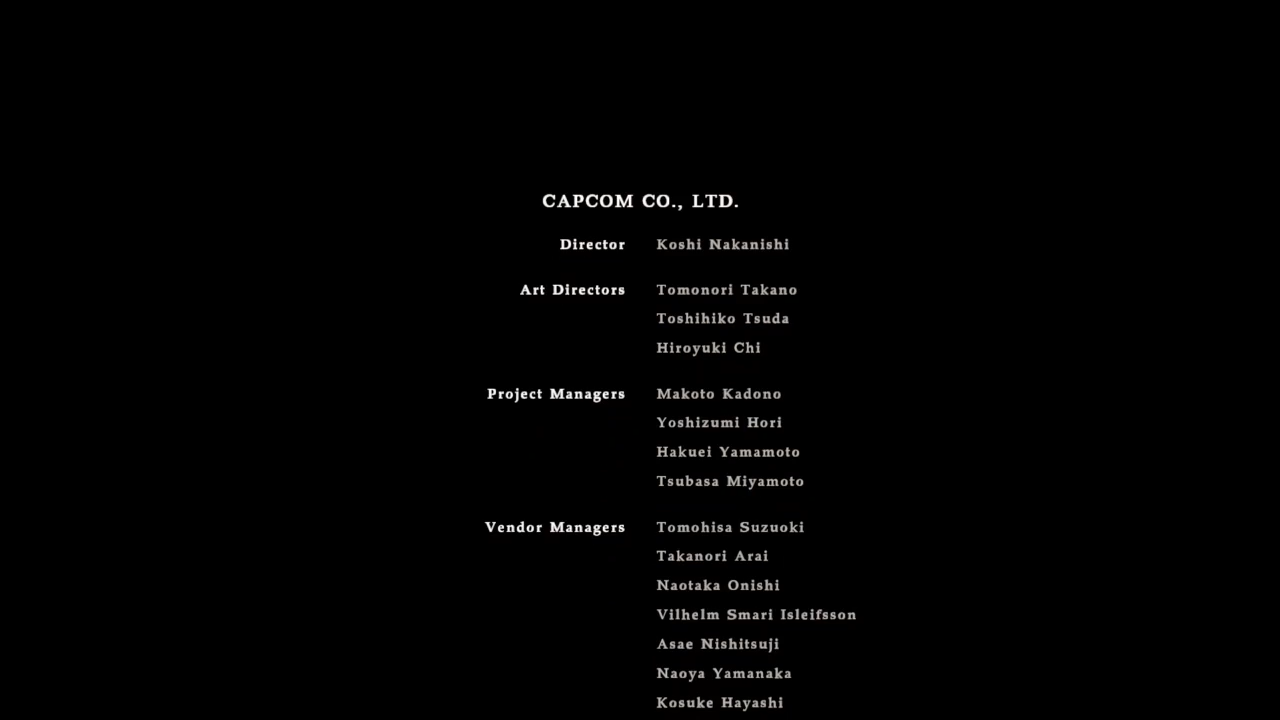 CAPCOM CO., LTD.
Director Koshi Nakanishi
Art Directors Tomonori Takano
Toshihiko Tsuda
Hiroyuki Chi
Project Managers Makoto Kadono
Yoshizumi Hori
Hakuei Yamamoto
Tsubasa Miyamoto
Vendor Managers Tomohisa Suzuoki
Takanori Arai
Naotaka Onishi
Vilhelm Smari Isleifsson
Asae Nishitsuji
Naoya Yamanaka
Kosuke Hayashi